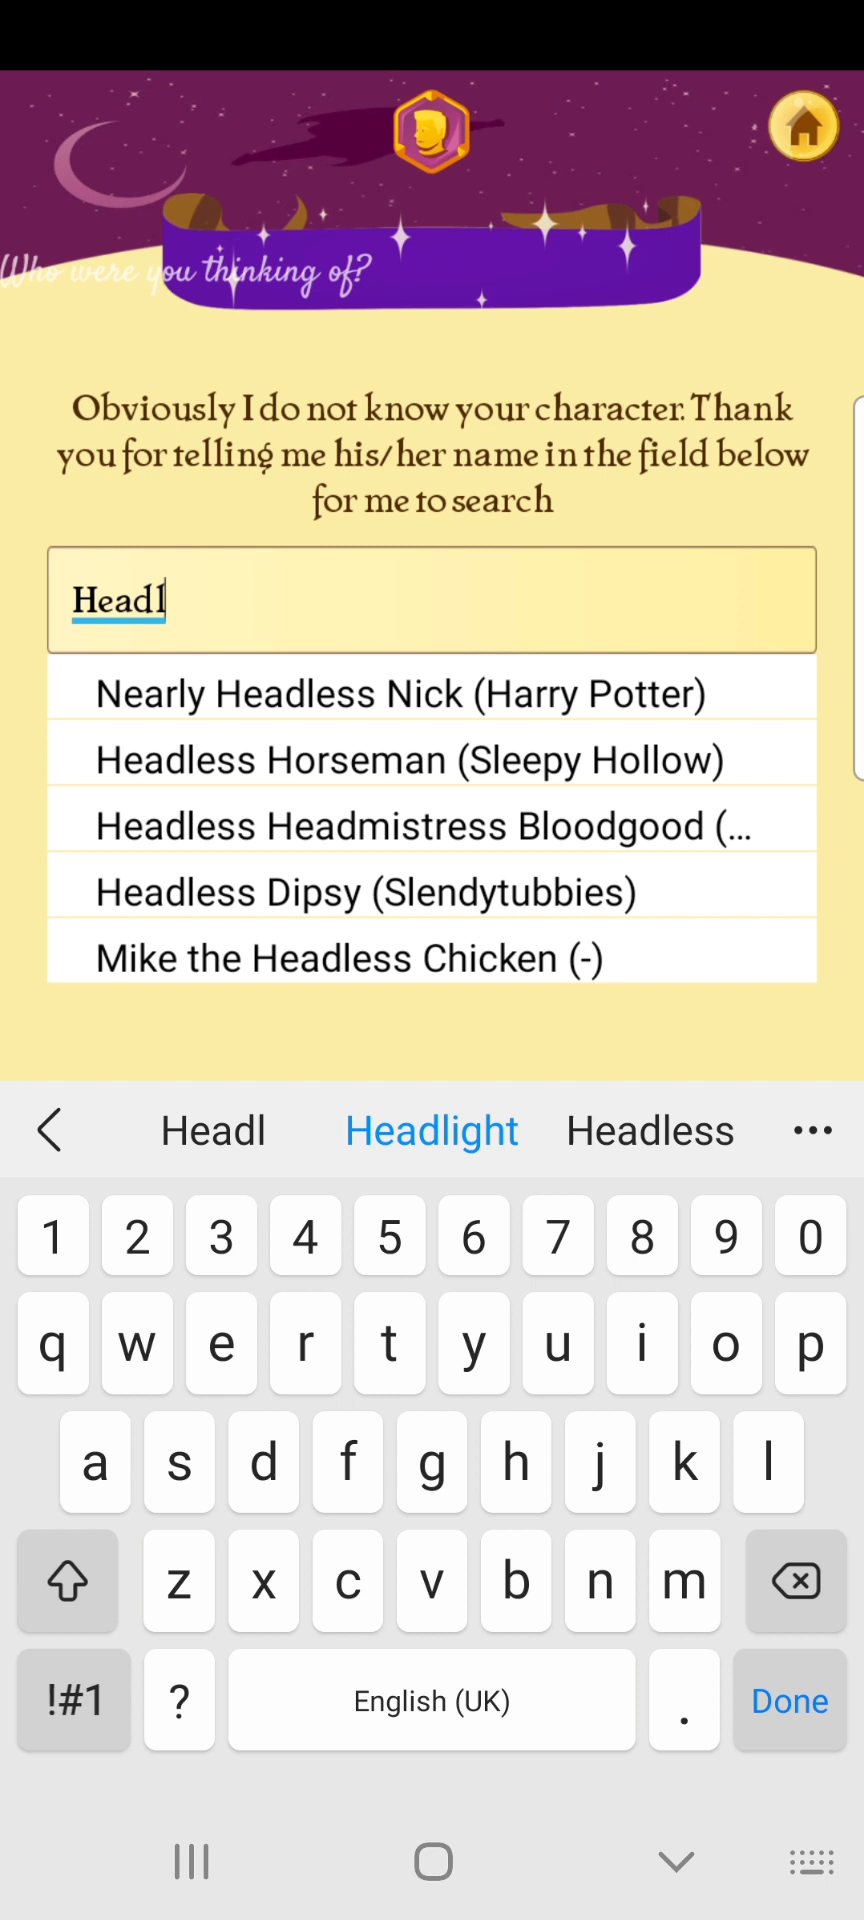 Who were you thinking of?
Obviously I do not know your character. Thank
you for telling me his/her name in the field below
for me to search
Headl
Nearly Headless Nick (Harry Potter)
Headless Horseman (Sleepy Hollow)
Headless Headmistress Bloodgood (...
Headless Dipsy (Slendytubbies)
Mike the Headless Chicken (-)
Headl Headlight Headless
1 2 3 4 5 6 7 8 9 0
q w e r t y u i o p
a s d f g h j k l
z x c v b n m
!#1 ? English (UK) . Done